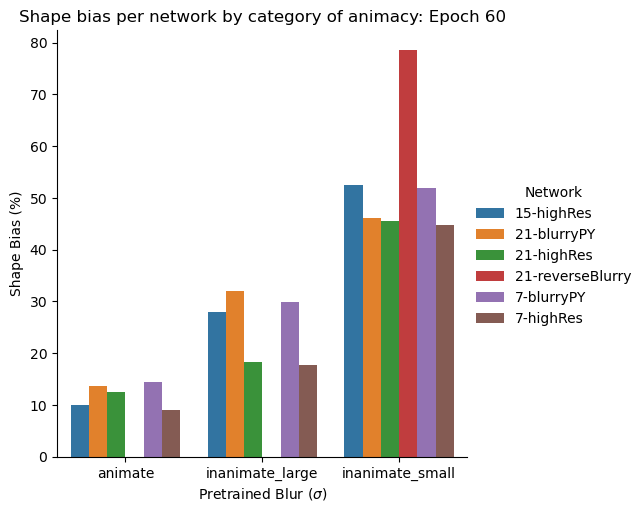 Shape bias per network by category of animacy: Epoch 60
Shape Bias (%)
80
70
60
50
40
30
20
10
0
animate
inanimate_large
inanimate_small
Pretrained Blur (σ)
Network
15-highRes
21-blurryPY
21-highRes
21-reverseBlurry
7-blurryPY
7-highRes